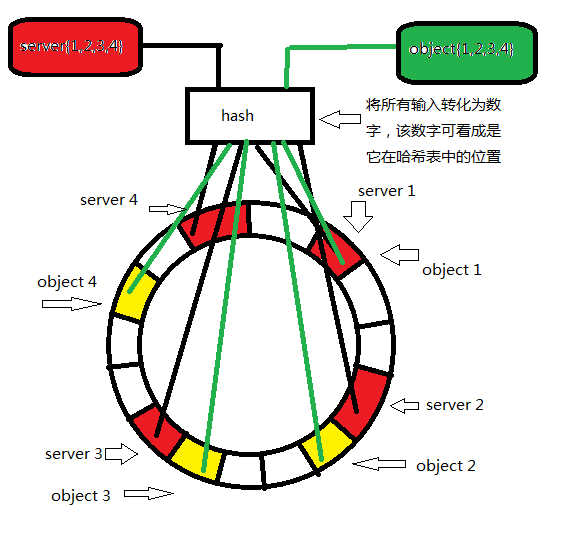 server{1,2,3,4}
object{1,2,3,4}
hash
将所有输入转化为数
字，该数字可看成是
它在哈希表中的位置
server 4
server 1
object 1
object 4
server 2
server 3
object 2
object 3